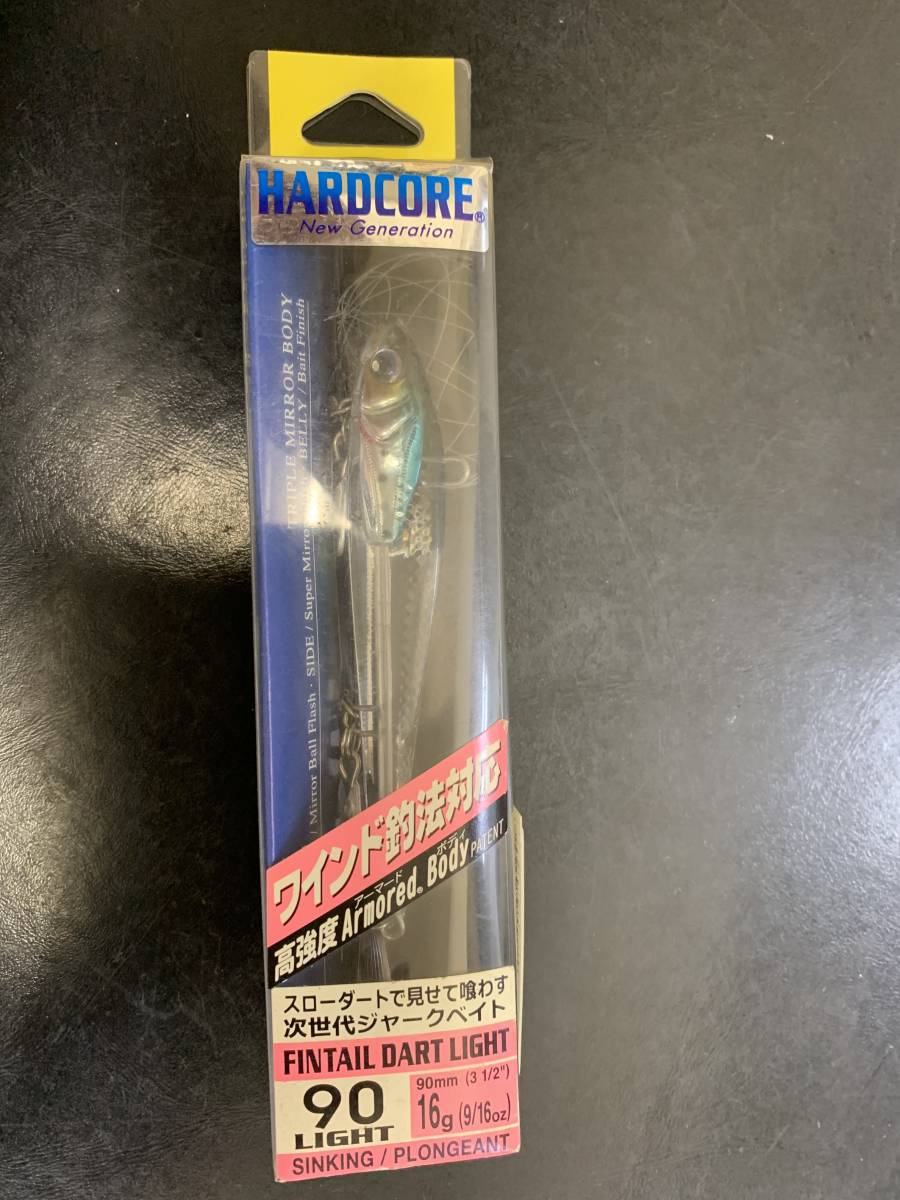 HARDCORE®
New Generation
TRIPLE MIRROR BODY
/ Mirror Ball Flash · SIDE / Super Mirror BELLY / Bait Finish
ワインド釣法対応
高強度 Armored® Body PATENT
アーマード ボディ
スローダートで見せて喰わす
次世代ジャークベイト
FINTAIL DART LIGHT
90
LIGHT
90mm (3 1/2")
16g (9/16oz)
SINKING / PLONGEANT